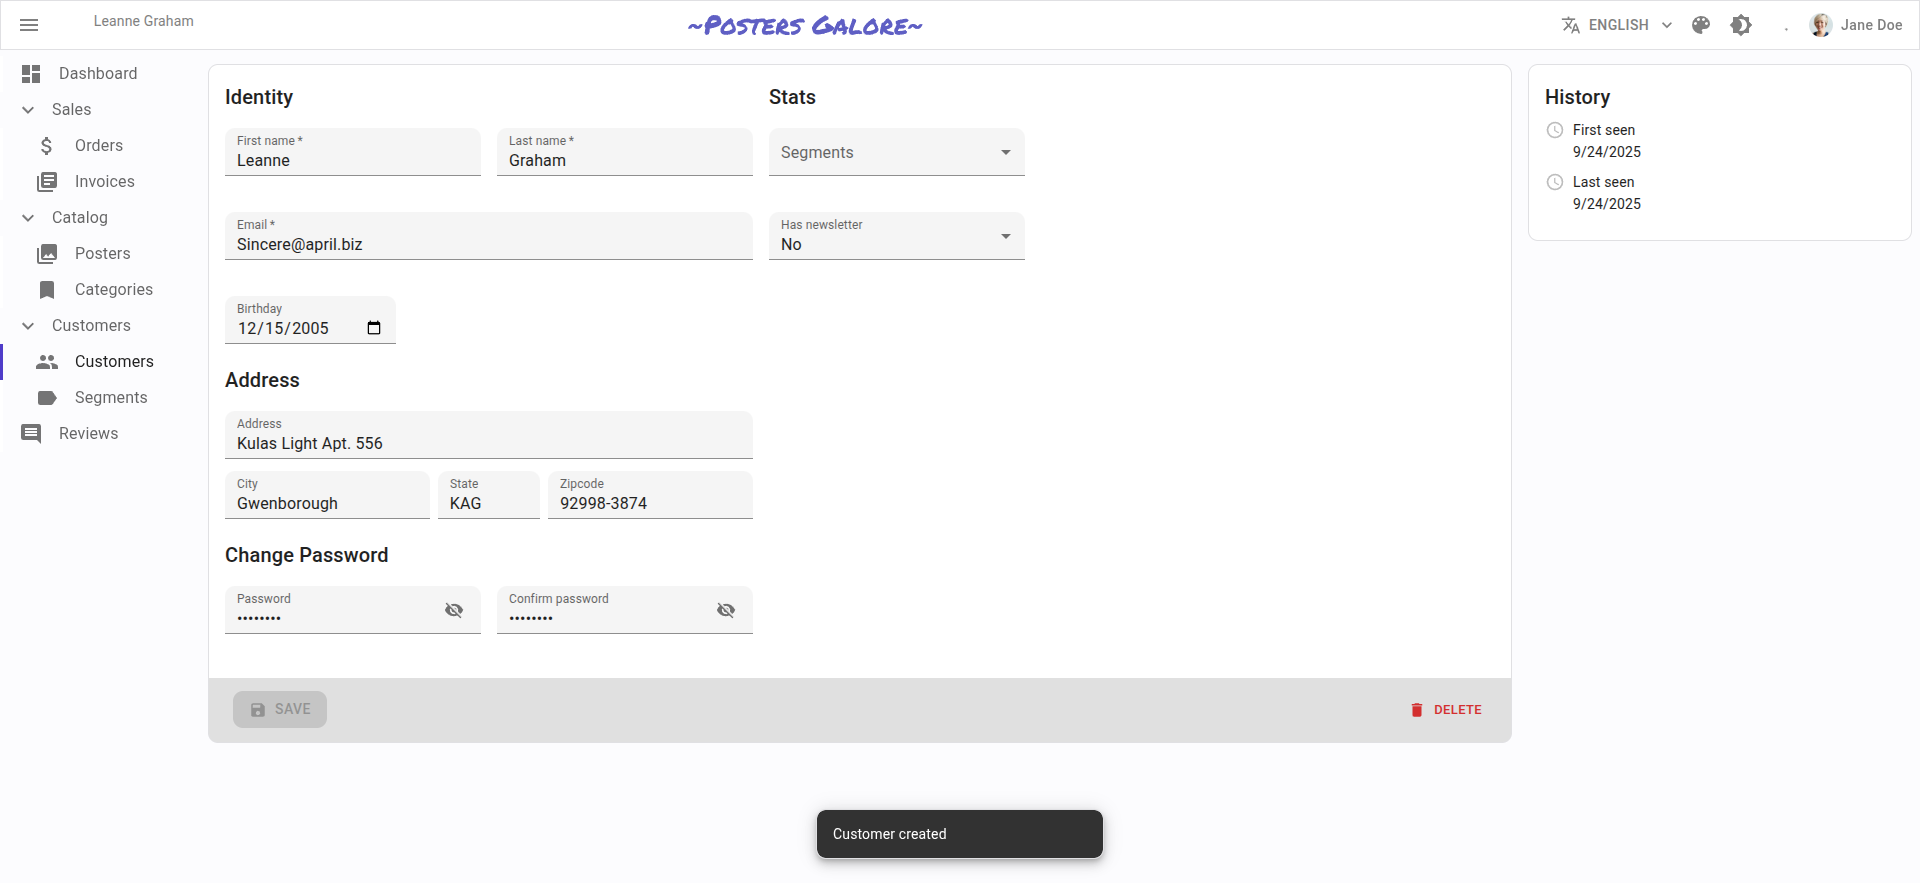 Leanne Graham
~Posters Galore~
ENGLISH
Jane Doe
Dashboard
Sales
Orders
Invoices
Catalog
Posters
Categories
Customers
Customers
Segments
Reviews
Identity
First name *
Leanne
Last name *
Graham
Email *
Sincere@april.biz
Birthday
12/15/2005
Stats
Segments
Has newsletter
No
Address
Address
Kulas Light Apt. 556
City
Gwenborough
State
KAG
Zipcode
92998-3874
Change Password
Password
••••••••
Confirm password
••••••••
SAVE
DELETE
History
First seen
9/24/2025
Last seen
9/24/2025
Customer created